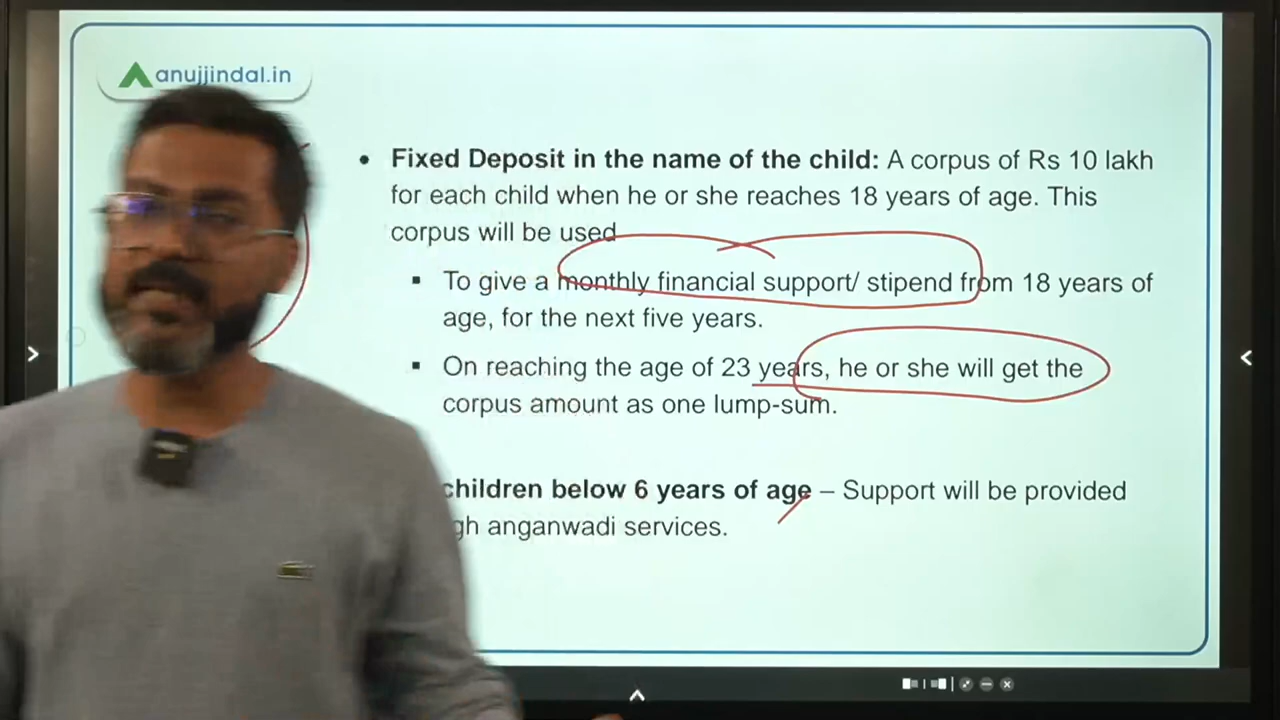 anujjindal.in
• Fixed Deposit in the name of the child: A corpus of Rs 10 lakh
for each child when he or she reaches 18 years of age. This
corpus will be used
▪ To give a monthly financial support/ stipend from 18 years of
age, for the next five years.
▪ On reaching the age of 23 years, he or she will get the
corpus amount as one lump-sum.
children below 6 years of age – Support will be provided
anganwadi services.